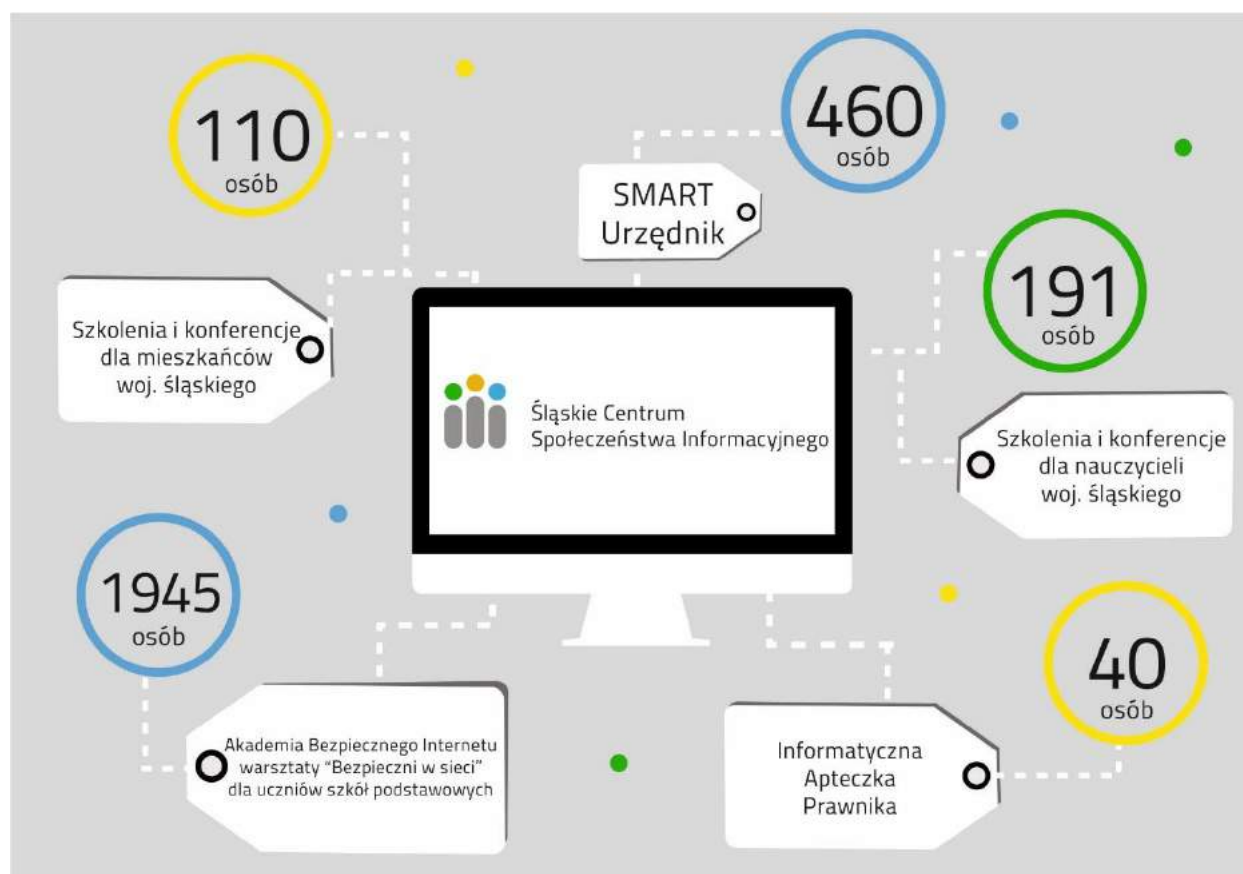 110
osób
460
osób
SMART
Urzędnik
191
osób
Szkolenia i konferencje
dla mieszkańców
woj. śląskiego
Śląskie Centrum
Społeczeństwa Informacyjnego
Szkolenia i konferencje
dla nauczycieli
woj. śląskiego
1945
osób
40
osób
Akademia Bezpiecznego Internetu
warsztaty "Bezpieczni w sieci"
dla uczniów szkół podstawowych
Informatyczna
Apteczka
Prawnika